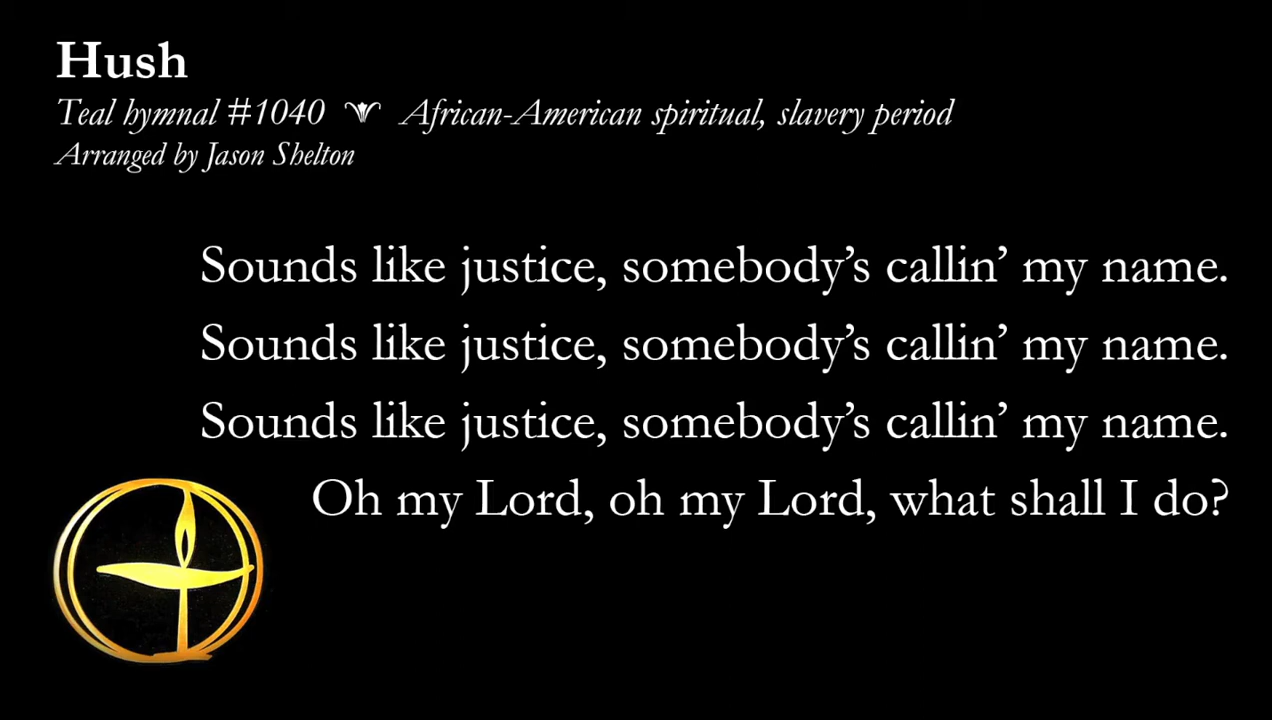 Hush
Teal hymnal #1040 African-American spiritual, slavery period
Arranged by Jason Shelton
Sounds like justice, somebody’s callin’ my name.
Sounds like justice, somebody’s callin’ my name.
Sounds like justice, somebody’s callin’ my name.
Oh my Lord, oh my Lord, what shall I do?